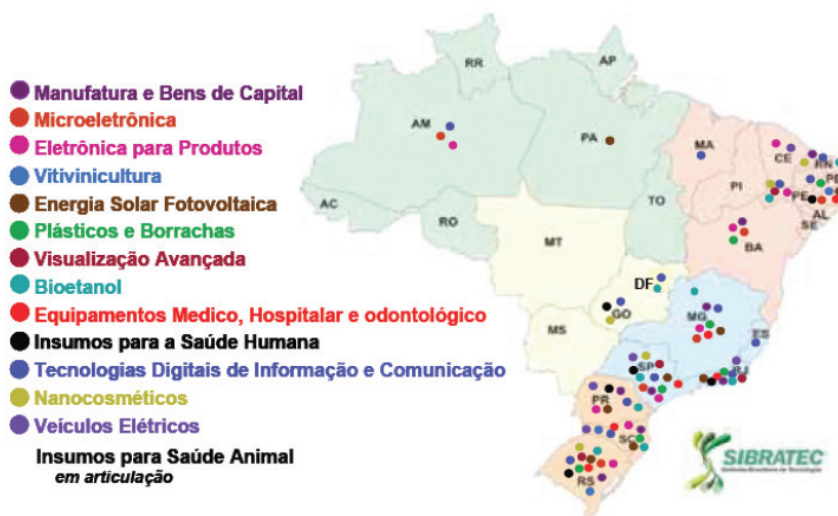 Manufatura e Bens de Capital
Microeletrônica
Eletrônica para Produtos
Vitivinicultura
Energia Solar Fotovoltaica
Plásticos e Borrachas
Visualização Avançada
Bioetanol
Equipamentos Medico, Hospitalar e odontológico
Insumos para a Saúde Humana
Tecnologias Digitais de Informação e Comunicação
Nanocosméticos
Veículos Elétricos
Insumos para Saúde Animal
em articulação
RR
AP
AM
PA
MA
CE
RN
PB
PI
PE
AC
TO
AL
RO
SE
BA
MT
DF
GO
MG
MS
ES
SP
RJ
PR
SC
RS
SIBRATEC